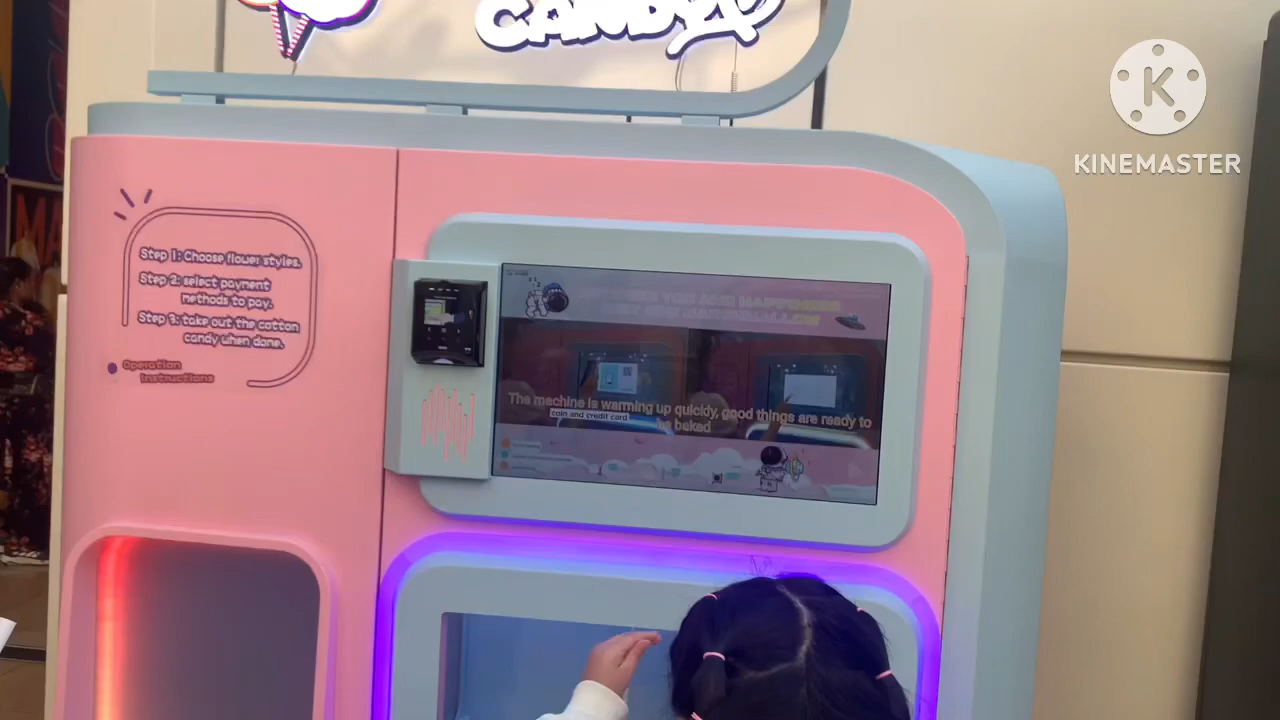 CANDY
KINEMASTER
Step 1: Choose flower styles.
Step 2: select payment
methods to pay.
Step 3: take out the cotton
candy when done.
Operation
Instructions
The machine is warming up quickly, good things are ready to
be baked
coin and credit card
MA